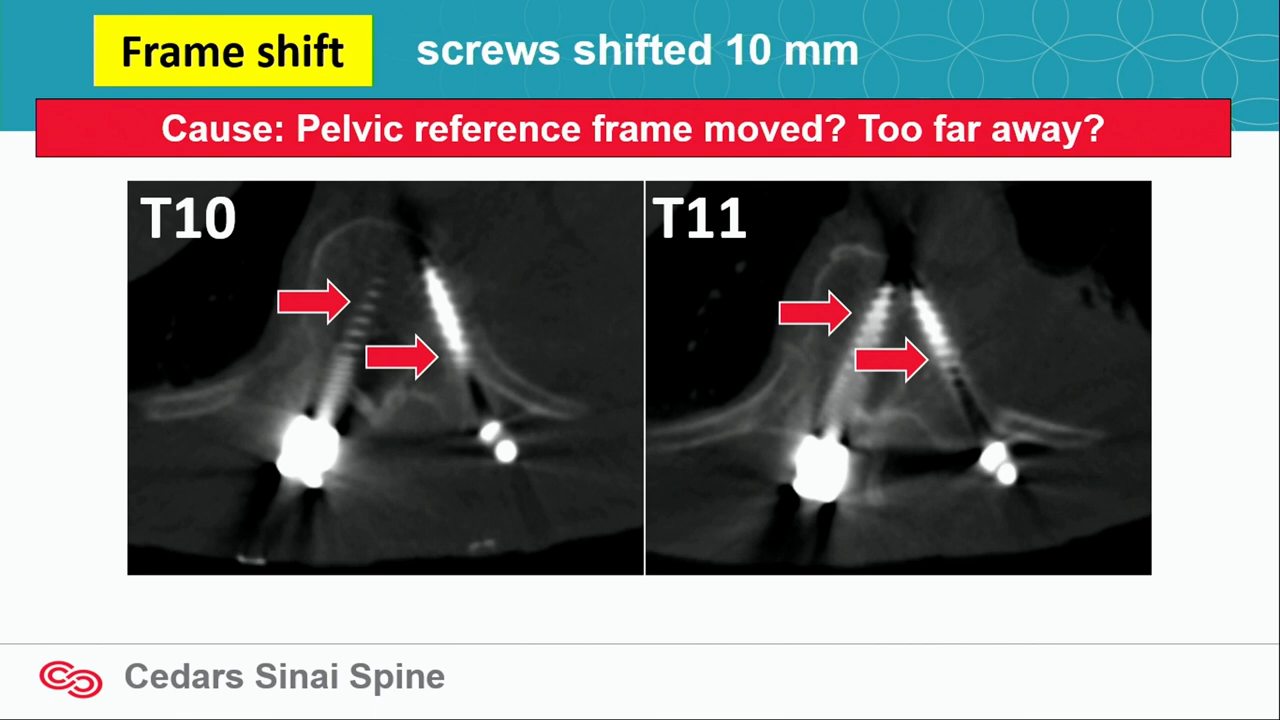 Frame shift
screws shifted 10 mm
Cause: Pelvic reference frame moved? Too far away?
T10
T11
Cedars Sinai Spine